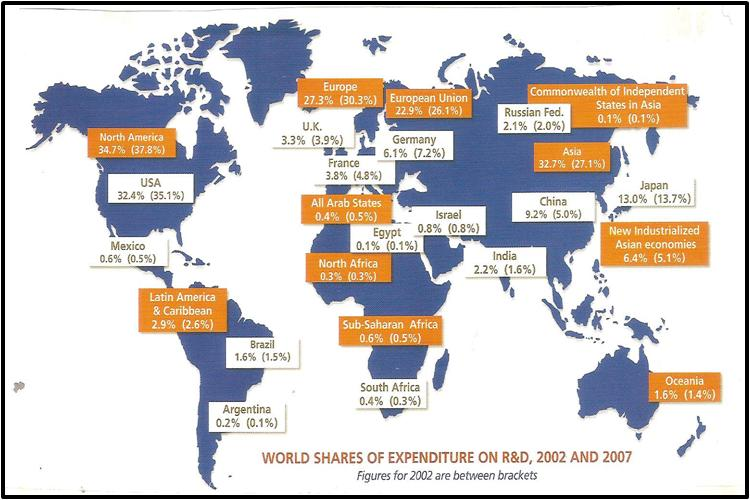 Europe
27.3% (30.3%)
European Union
22.9% (26.1%)
Commonwealth of Independent
States in Asia
0.1% (0.1%)
Russian Fed.
2.1% (2.0%)
U.K.
3.3% (3.9%)
Germany
6.1% (7.2%)
North America
34.7% (37.8%)
Asia
32.7% (27.1%)
France
3.8% (4.8%)
USA
32.4% (35.1%)
Japan
13.0% (13.7%)
China
9.2% (5.0%)
All Arab States
0.4% (0.5%)
Israel
0.8% (0.8%)
Egypt
0.1% (0.1%)
New Industrialized
Asian economies
6.4% (5.1%)
Mexico
0.6% (0.5%)
India
2.2% (1.6%)
North Africa
0.3% (0.3%)
Latin America
& Caribbean
2.9% (2.6%)
Sub-Saharan Africa
0.6% (0.5%)
Brazil
1.6% (1.5%)
Oceania
1.6% (1.4%)
South Africa
0.4% (0.3%)
Argentina
0.2% (0.1%)
WORLD SHARES OF EXPENDITURE ON R&D, 2002 AND 2007
Figures for 2002 are between brackets